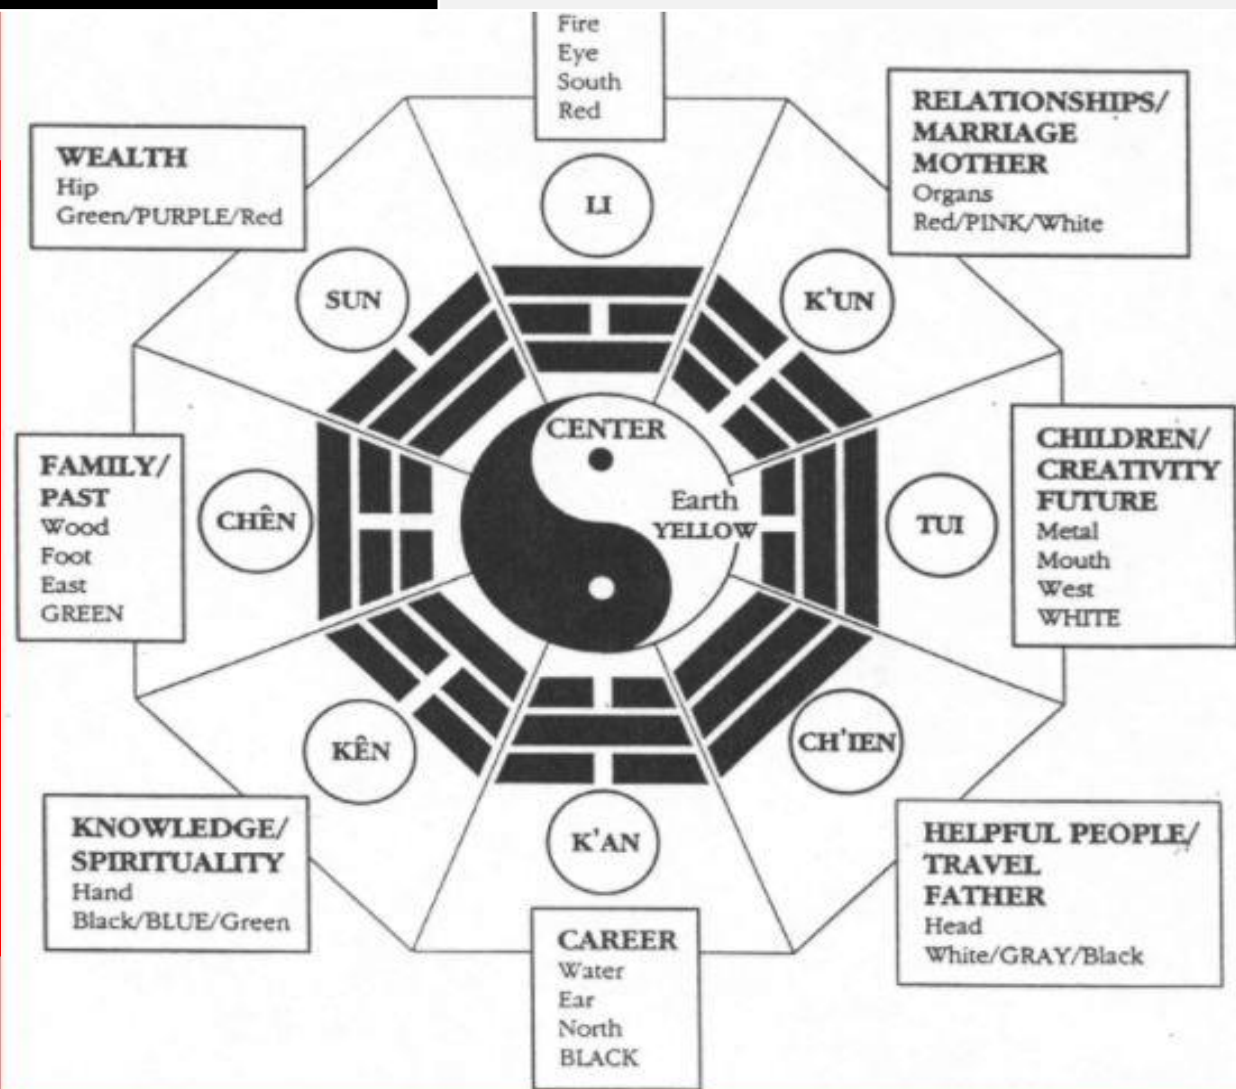 Fire
Eye
South
Red
RELATIONSHIPS/
MARRIAGE
MOTHER
Organs
Red/PINK/White
WEALTH
Hip
Green/PURPLE/Red
LI
SUN
K'UN
CENTER
Earth
YELLOW
FAMILY/
PAST
Wood
Foot
East
GREEN
CHÊN
TUI
CHILDREN/
CREATIVITY
FUTURE
Metal
Mouth
West
WHITE
KÊN
CH'IEN
K'AN
KNOWLEDGE/
SPIRITUALITY
Hand
Black/BLUE/Green
HELPFUL PEOPLE/
TRAVEL
FATHER
Head
White/GRAY/Black
CAREER
Water
Ear
North
BLACK